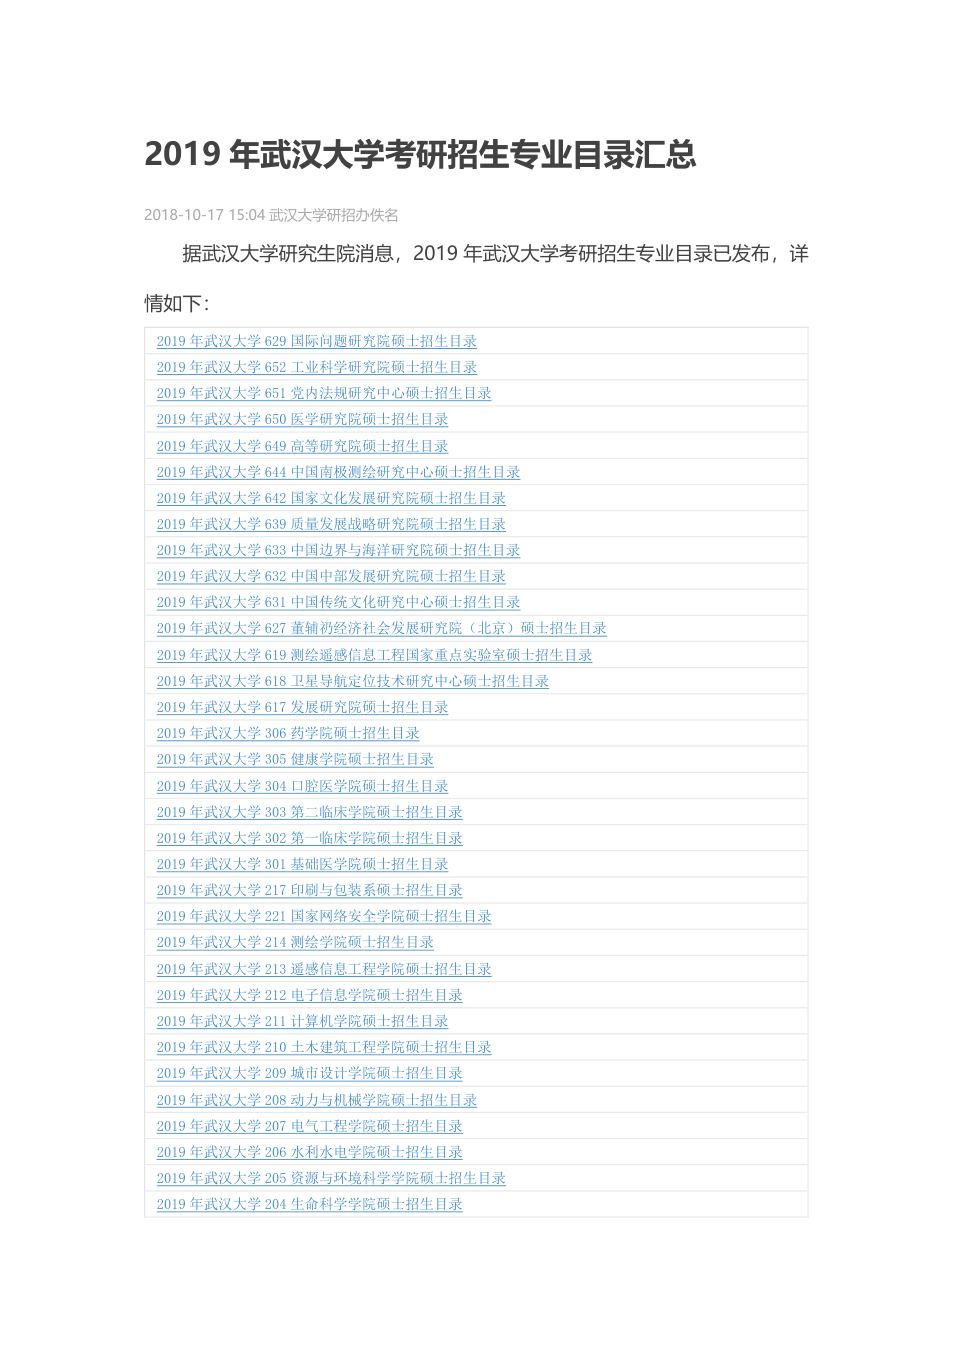 2019 年武汉大学考研招生专业目录汇总
2018-10-17 15:04 武汉大学研招办佚名
据武汉大学研究生院消息，2019 年武汉大学考研招生专业目录已发布，详
情如下：
2019 年武汉大学 629 国际问题研究院硕士招生目录
2019 年武汉大学 652 工业科学研究院硕士招生目录
2019 年武汉大学 651 党内法规研究中心硕士招生目录
2019 年武汉大学 650 医学研究院硕士招生目录
2019 年武汉大学 649 高等研究院硕士招生目录
2019 年武汉大学 644 中国南极测绘研究中心硕士招生目录
2019 年武汉大学 642 国家文化发展研究院硕士招生目录
2019 年武汉大学 639 质量发展战略研究院硕士招生目录
2019 年武汉大学 633 中国边界与海洋研究院硕士招生目录
2019 年武汉大学 632 中国中部发展研究院硕士招生目录
2019 年武汉大学 631 中国传统文化研究中心硕士招生目录
2019 年武汉大学 627 董辅礽经济社会发展研究院（北京）硕士招生目录
2019 年武汉大学 619 测绘遥感信息工程国家重点实验室硕士招生目录
2019 年武汉大学 618 卫星导航定位技术研究中心硕士招生目录
2019 年武汉大学 617 发展研究院硕士招生目录
2019 年武汉大学 306 药学院硕士招生目录
2019 年武汉大学 305 健康学院硕士招生目录
2019 年武汉大学 304 口腔医学院硕士招生目录
2019 年武汉大学 303 第二临床学院硕士招生目录
2019 年武汉大学 302 第一临床学院硕士招生目录
2019 年武汉大学 301 基础医学院硕士招生目录
2019 年武汉大学 217 印刷与包装系硕士招生目录
2019 年武汉大学 221 国家网络安全学院硕士招生目录
2019 年武汉大学 214 测绘学院硕士招生目录
2019 年武汉大学 213 遥感信息工程学院硕士招生目录
2019 年武汉大学 212 电子信息学院硕士招生目录
2019 年武汉大学 211 计算机学院硕士招生目录
2019 年武汉大学 210 土木建筑工程学院硕士招生目录
2019 年武汉大学 209 城市设计学院硕士招生目录
2019 年武汉大学 208 动力与机械学院硕士招生目录
2019 年武汉大学 207 电气工程学院硕士招生目录
2019 年武汉大学 206 水利水电学院硕士招生目录
2019 年武汉大学 205 资源与环境科学学院硕士招生目录
2019 年武汉大学 204 生命科学学院硕士招生目录